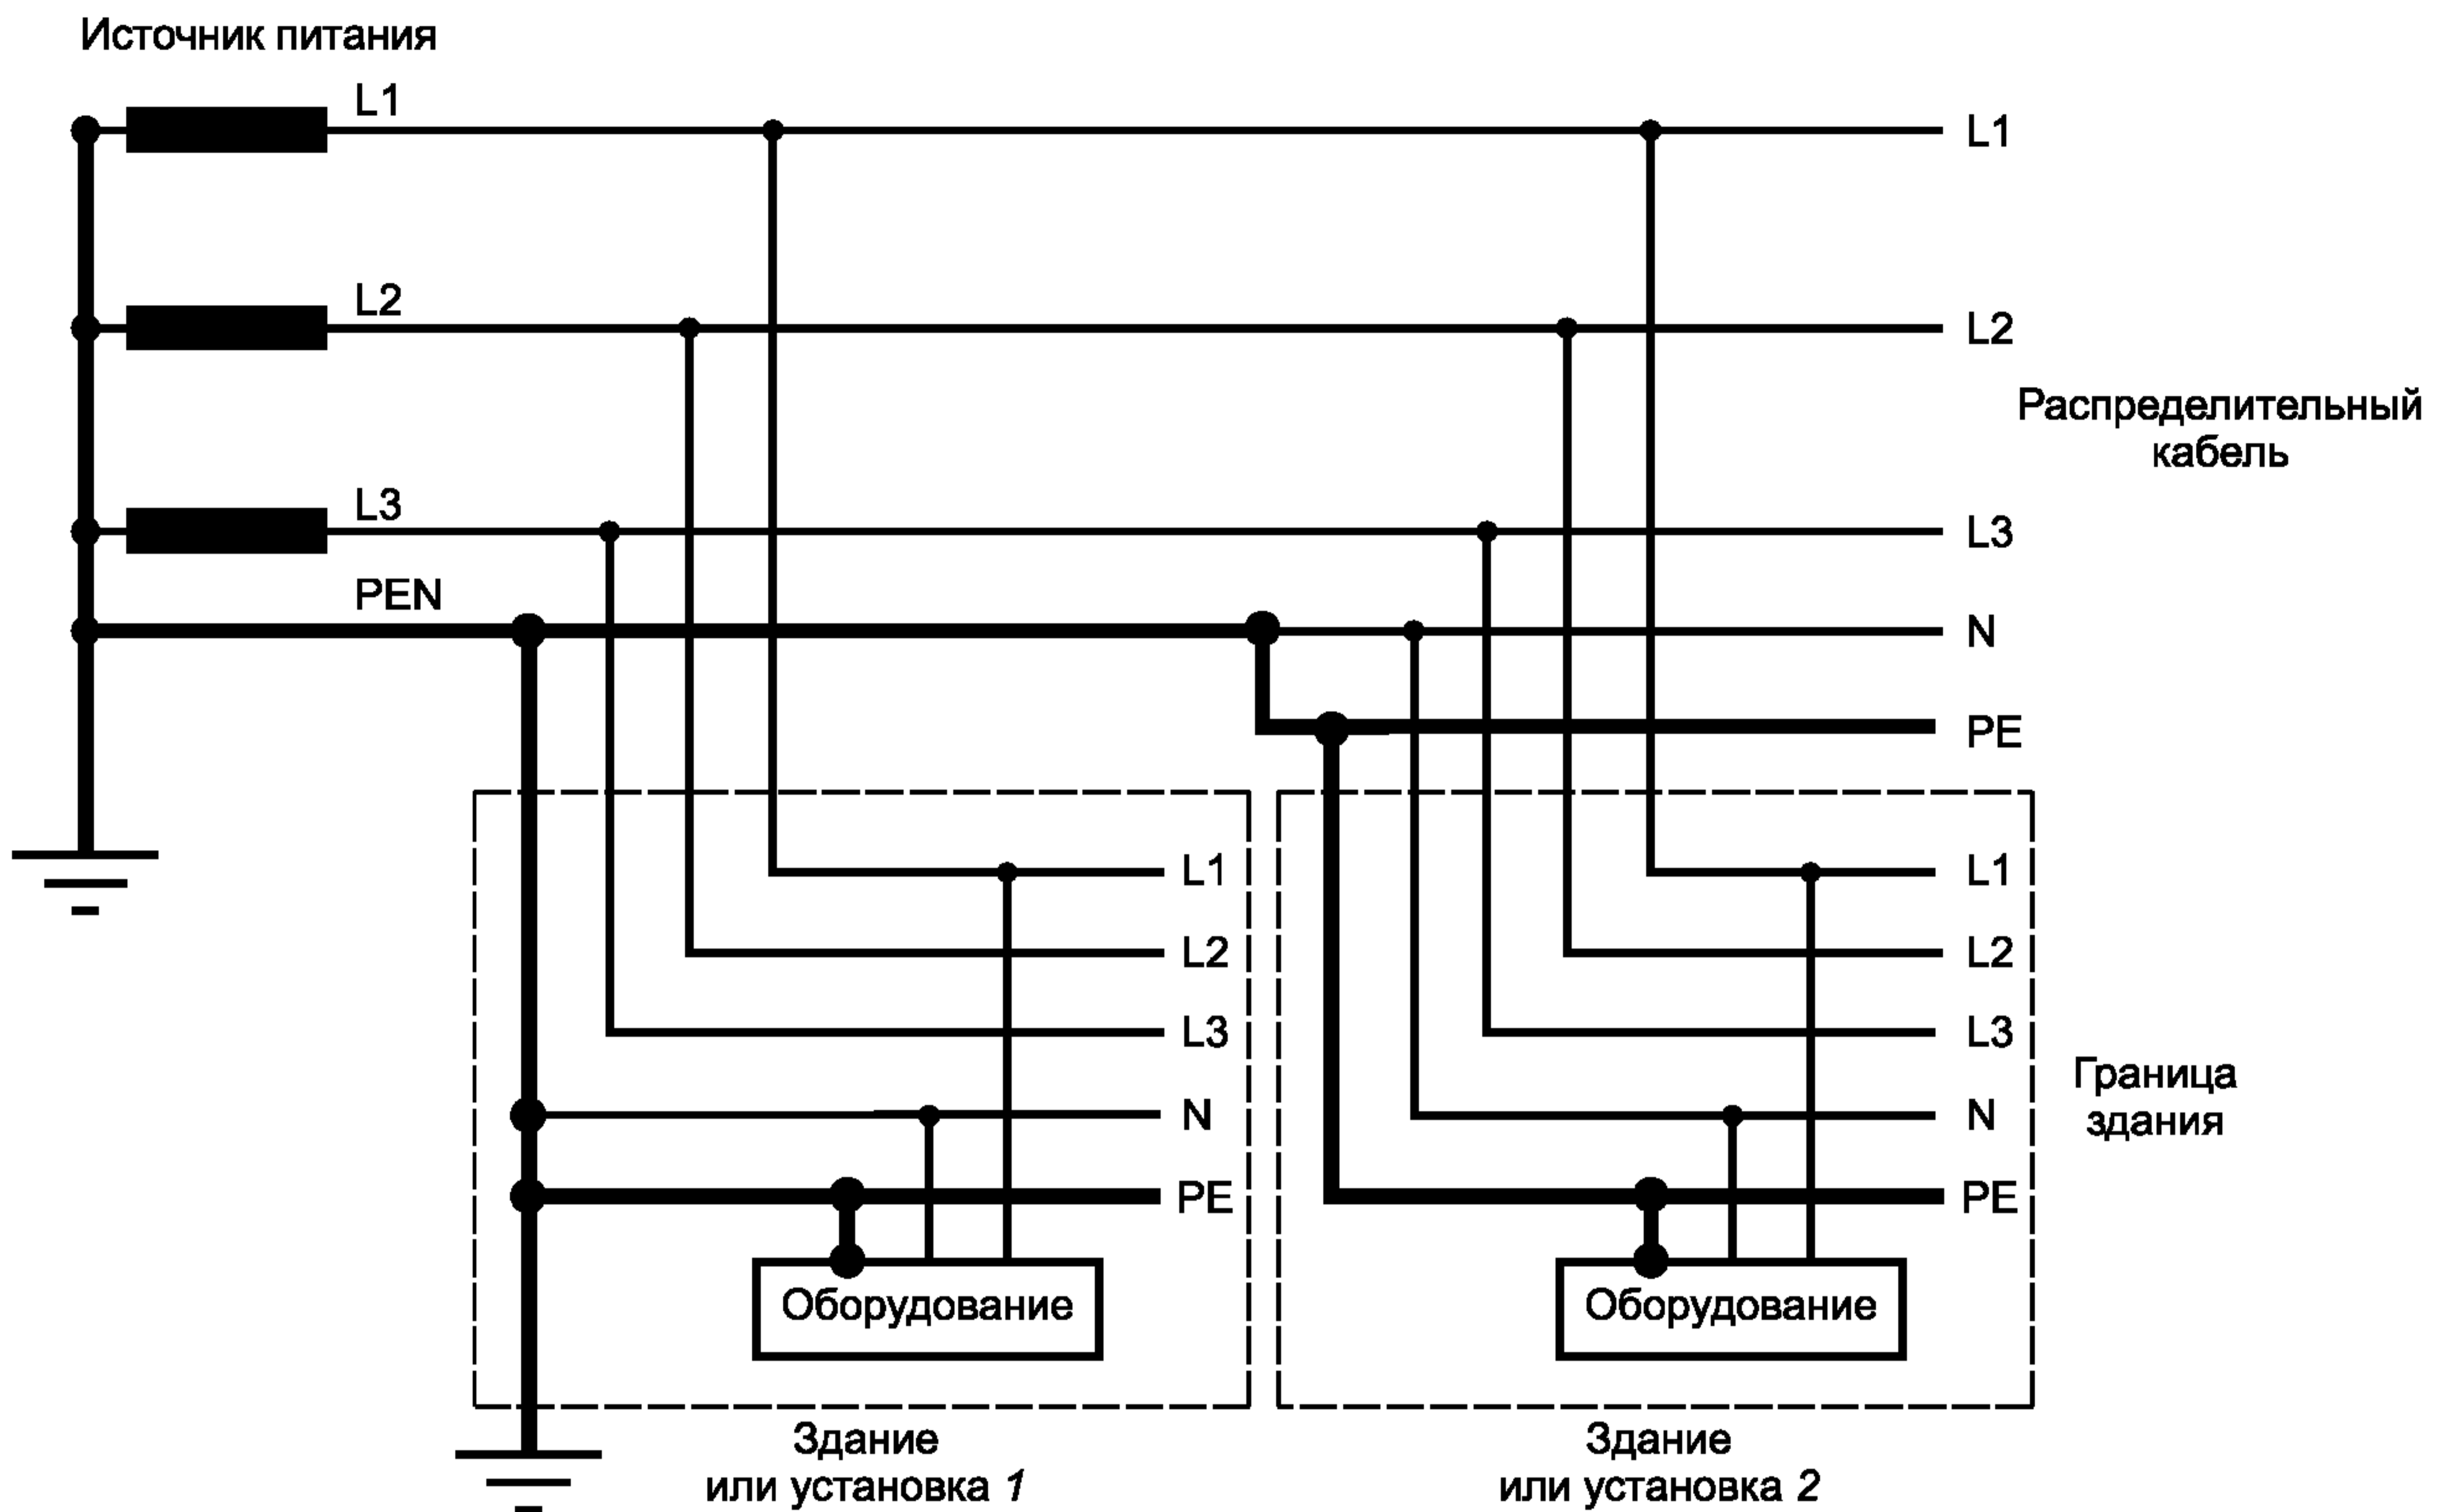 Источник питания
L1
L1
L2
L2
Распределительный
кабель
L3
L3
PEN
N
PE
L1
L1
L2
L2
L3
L3
Граница
здания
N
N
PE
PE
Оборудование
Оборудование
Здание
или установка 1
Здание
или установка 2